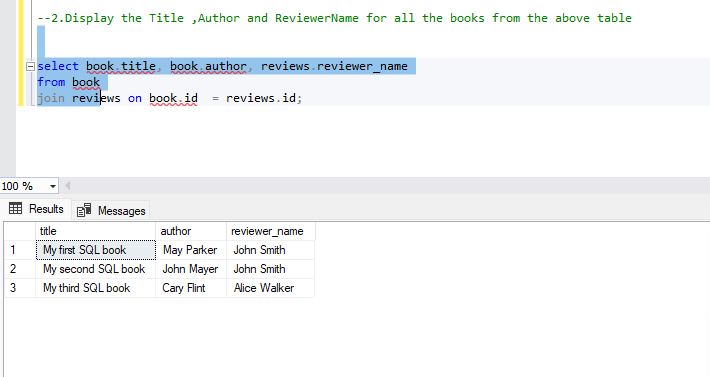 --2.Display the Title ,Author and ReviewerName for all the books from the above table
select book.title, book.author, reviews.reviewer_name
from book
join reviews on book.id  = reviews.id;
100 %
Results Messages
title author reviewer_name
1 My first SQL book May Parker John Smith
2 My second SQL book John Mayer John Smith
3 My third SQL book Cary Flint Alice Walker